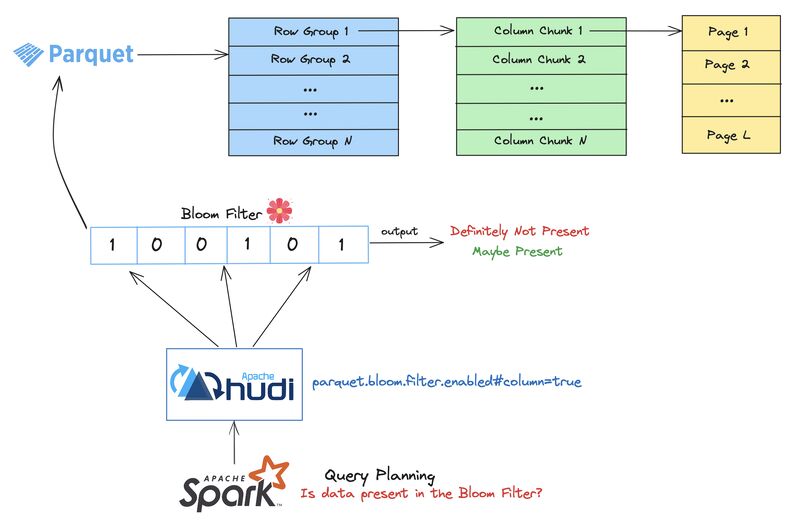 Parquet
Row Group 1
Row Group 2
...
...
Row Group N
Column Chunk 1
Column Chunk 2
...
...
Column Chunk N
Page 1
Page 2
...
Page L
Bloom Filter
1 0 0 1 0 1
output
Definitely Not Present
Maybe Present
Apache
hudi
parquet.bloom.filter.enabled#column=true
APACHE
Spark™
Query Planning
Is data present in the Bloom Filter?